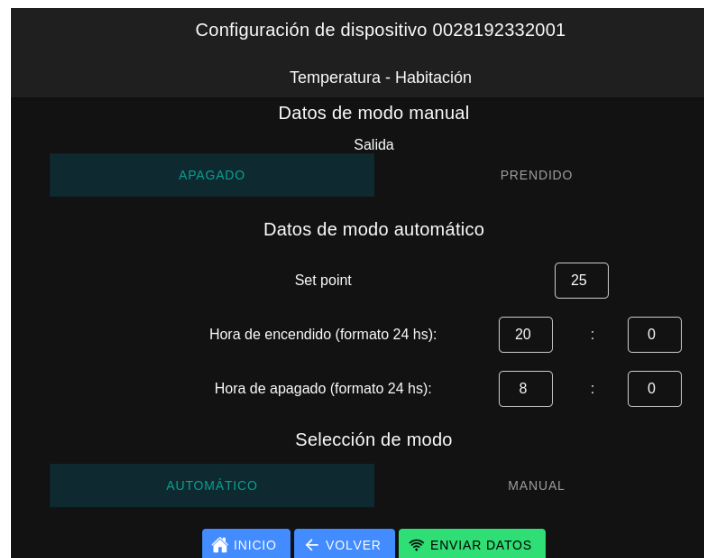 Configuración de dispositivo 0028192332001
Temperatura - Habitación
Datos de modo manual
Salida
APAGADO PRENDIDO
Datos de modo automático
Set point 25
Hora de encendido (formato 24 hs): 20 : 0
Hora de apagado (formato 24 hs): 8 : 0
Selección de modo
AUTOMÁTICO MANUAL
INICIO VOLVER ENVIAR DATOS